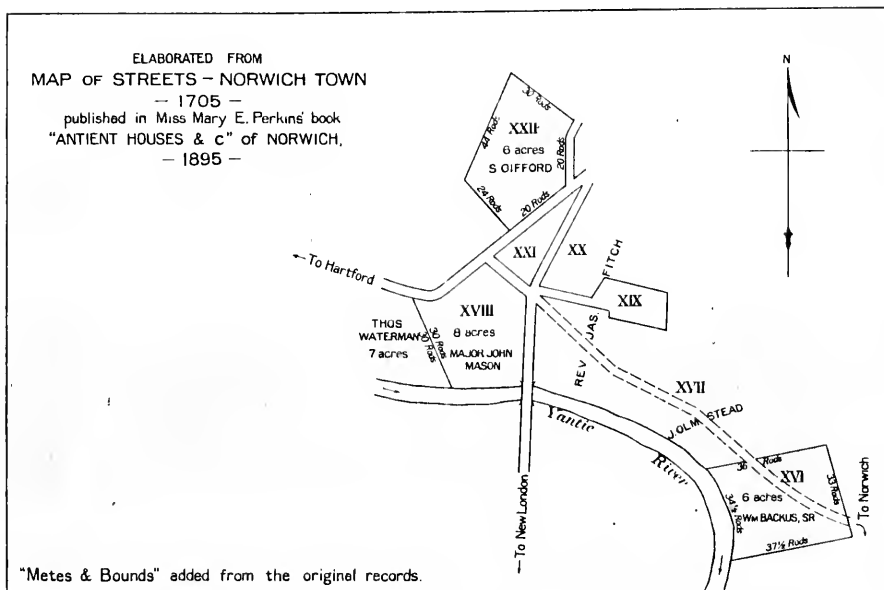 ELABORATED FROM
MAP OF STREETS - NORWICH TOWN
- 1705 -
published in Miss Mary E. Perkins' book
"ANTIENT HOUSES & C" of NORWICH,
- 1895 -
N
30 Rods
44 Rods
XXII
6 acres
S GIFFORD
20 Rods
24 Rods
20 Rods
XXI
XX
FITCH
XIX
JAS.
REV
To Hartford
XVIII
8 acres
MAJOR JOHN
MASON
30 Rods
30 Rods
THOS
WATERMAN
7 acres
XVII
J.OLMSTEAD
Yantic
River
36 Rods
XVI
33 Rods
6 acres
WM BACKUS, SR
34½ Rods
37½ Rods
To Norwich
To New London
"Metes & Bounds" added from the original records.